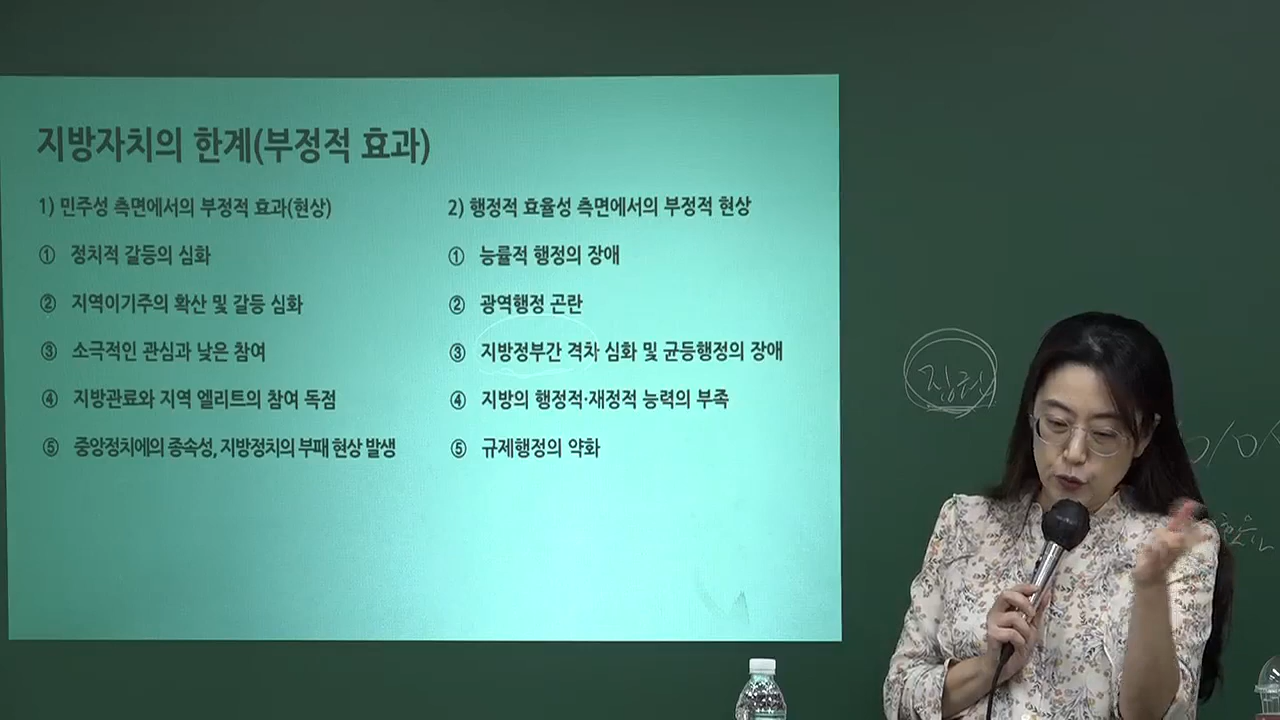 지방자치의 한계(부정적 효과)
1) 민주성 측면에서의 부정적 효과(현상)
① 정치적 갈등의 심화
② 지역이기주의 확산 및 갈등 심화
③ 소극적인 관심과 낮은 참여
④ 지방관료와 지역 엘리트의 참여 독점
⑤ 중앙정치에의 종속성, 지방정치의 부패 현상 발생
2) 행정적 효율성 측면에서의 부정적 현상
① 능률적 행정의 장애
② 광역행정 곤란
③ 지방정부간 격차 심화 및 균등행정의 장애
④ 지방의 행정적·재정적 능력의 부족
⑤ 규제행정의 약화
집권